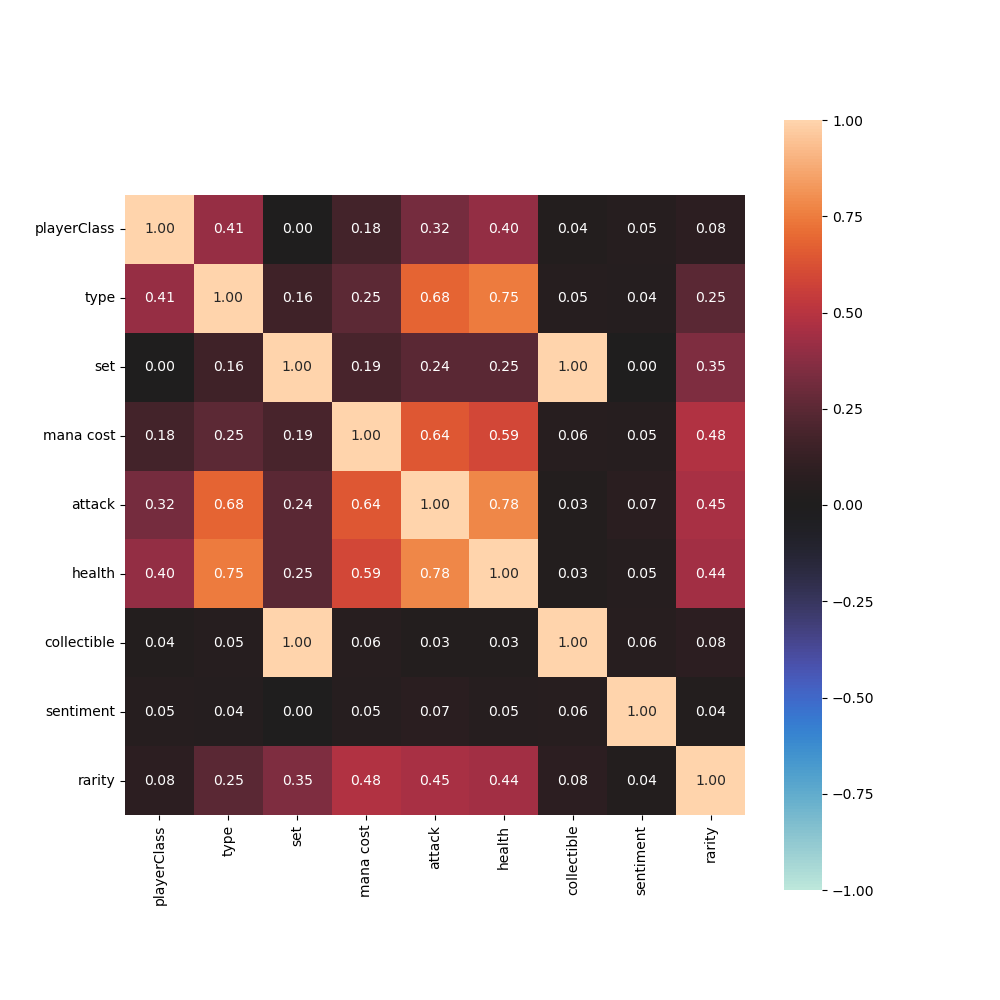 playerClass 1.00 0.41 0.00 0.18 0.32 0.40 0.04 0.05 0.08
type 0.41 1.00 0.16 0.25 0.68 0.75 0.05 0.04 0.25
set 0.00 0.16 1.00 0.19 0.24 0.25 1.00 0.00 0.35
mana cost 0.18 0.25 0.19 1.00 0.64 0.59 0.06 0.05 0.48
attack 0.32 0.68 0.24 0.64 1.00 0.78 0.03 0.07 0.45
health 0.40 0.75 0.25 0.59 0.78 1.00 0.03 0.05 0.44
collectible 0.04 0.05 1.00 0.06 0.03 0.03 1.00 0.06 0.08
sentiment 0.05 0.04 0.00 0.05 0.07 0.05 0.06 1.00 0.04
rarity 0.08 0.25 0.35 0.48 0.45 0.44 0.08 0.04 1.00
playerClass
type
set
mana cost
attack
health
collectible
sentiment
rarity
1.00
0.75
0.50
0.25
0.00
−0.25
−0.50
−0.75
−1.00